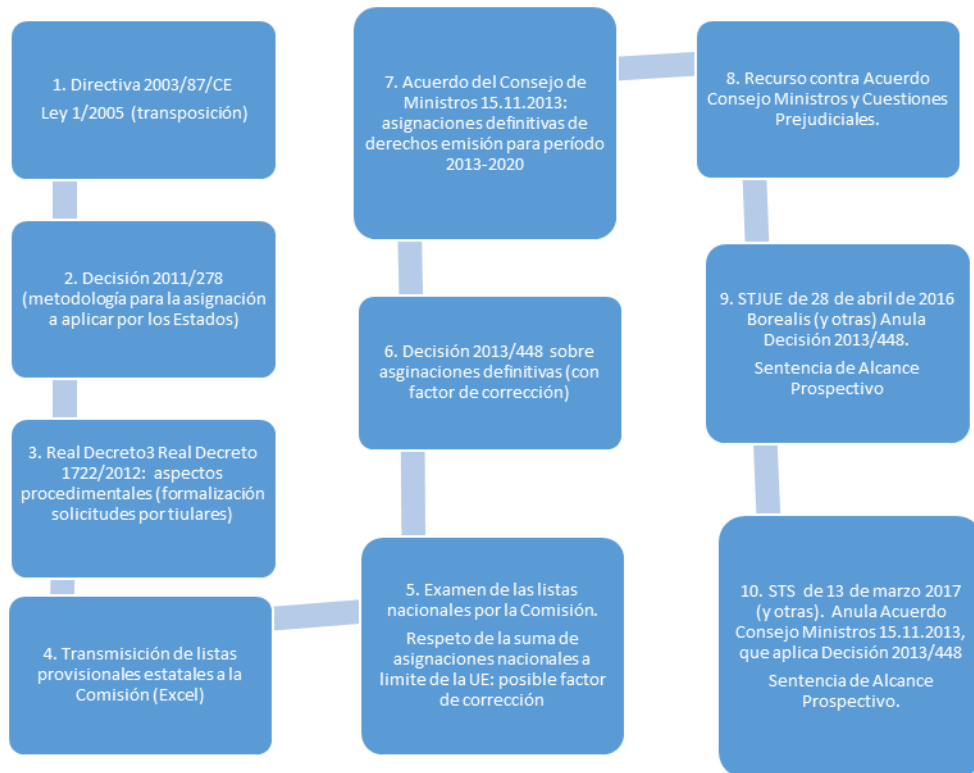 1. Directiva 2003/87/CE
Ley 1/2005 (transposición)
2. Decisión 2011/278
(metodología para la asignación
a aplicar por los Estados)
3. Real Decreto3 Real Decreto
1722/2012: aspectos
procedimentales (formalización
solicitudes por tiulares)
4. Transmisición de listas
provisionales estatales a la
Comisión (Excel)
5. Examen de las listas
nacionales por la Comisión.
Respeto de la suma de
asignaciones nacionales a
limite de la UE: posible factor
de corrección
6. Decisión 2013/448 sobre
asginaciones definitivas (con
factor de corrección)
7. Acuerdo del Consejo de
Ministros 15.11.2013:
asignaciones definitivas de
derechos emisión para período
2013-2020
8. Recurso contra Acuerdo
Consejo Ministros y Cuestiones
Prejudiciales.
9. STJUE de 28 de abril de 2016
Borealis (y otras) Anula
Decisión 2013/448.
Sentencia de Alcance
Prospectivo
10. STS de 13 de marzo 2017
(y otras). Anula Acuerdo
Consejo Ministros 15.11.2013,
que aplica Decisión 2013/448
Sentencia de Alcance
Prospectivo.